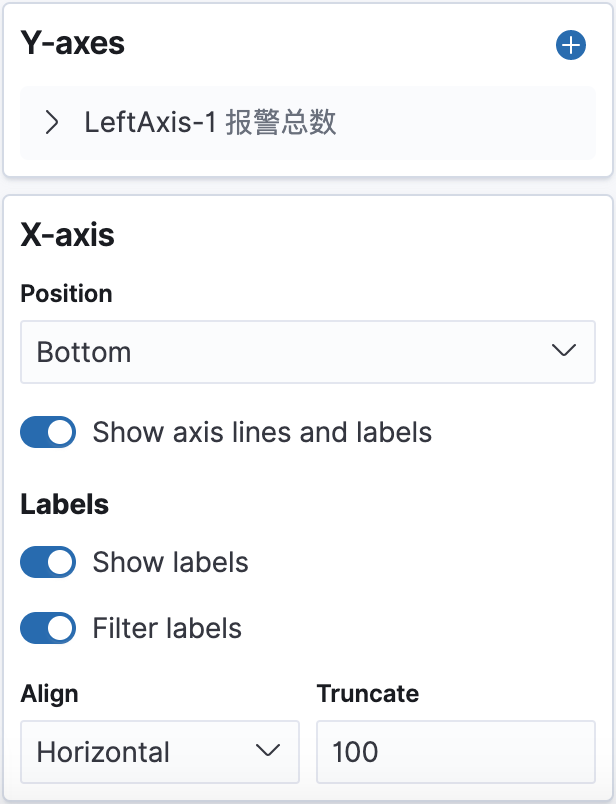 Y-axes
LeftAxis-1 报警总数
X-axis
Position
Bottom
Show axis lines and labels
Labels
Show labels
Filter labels
Align
Truncate
Horizontal
100